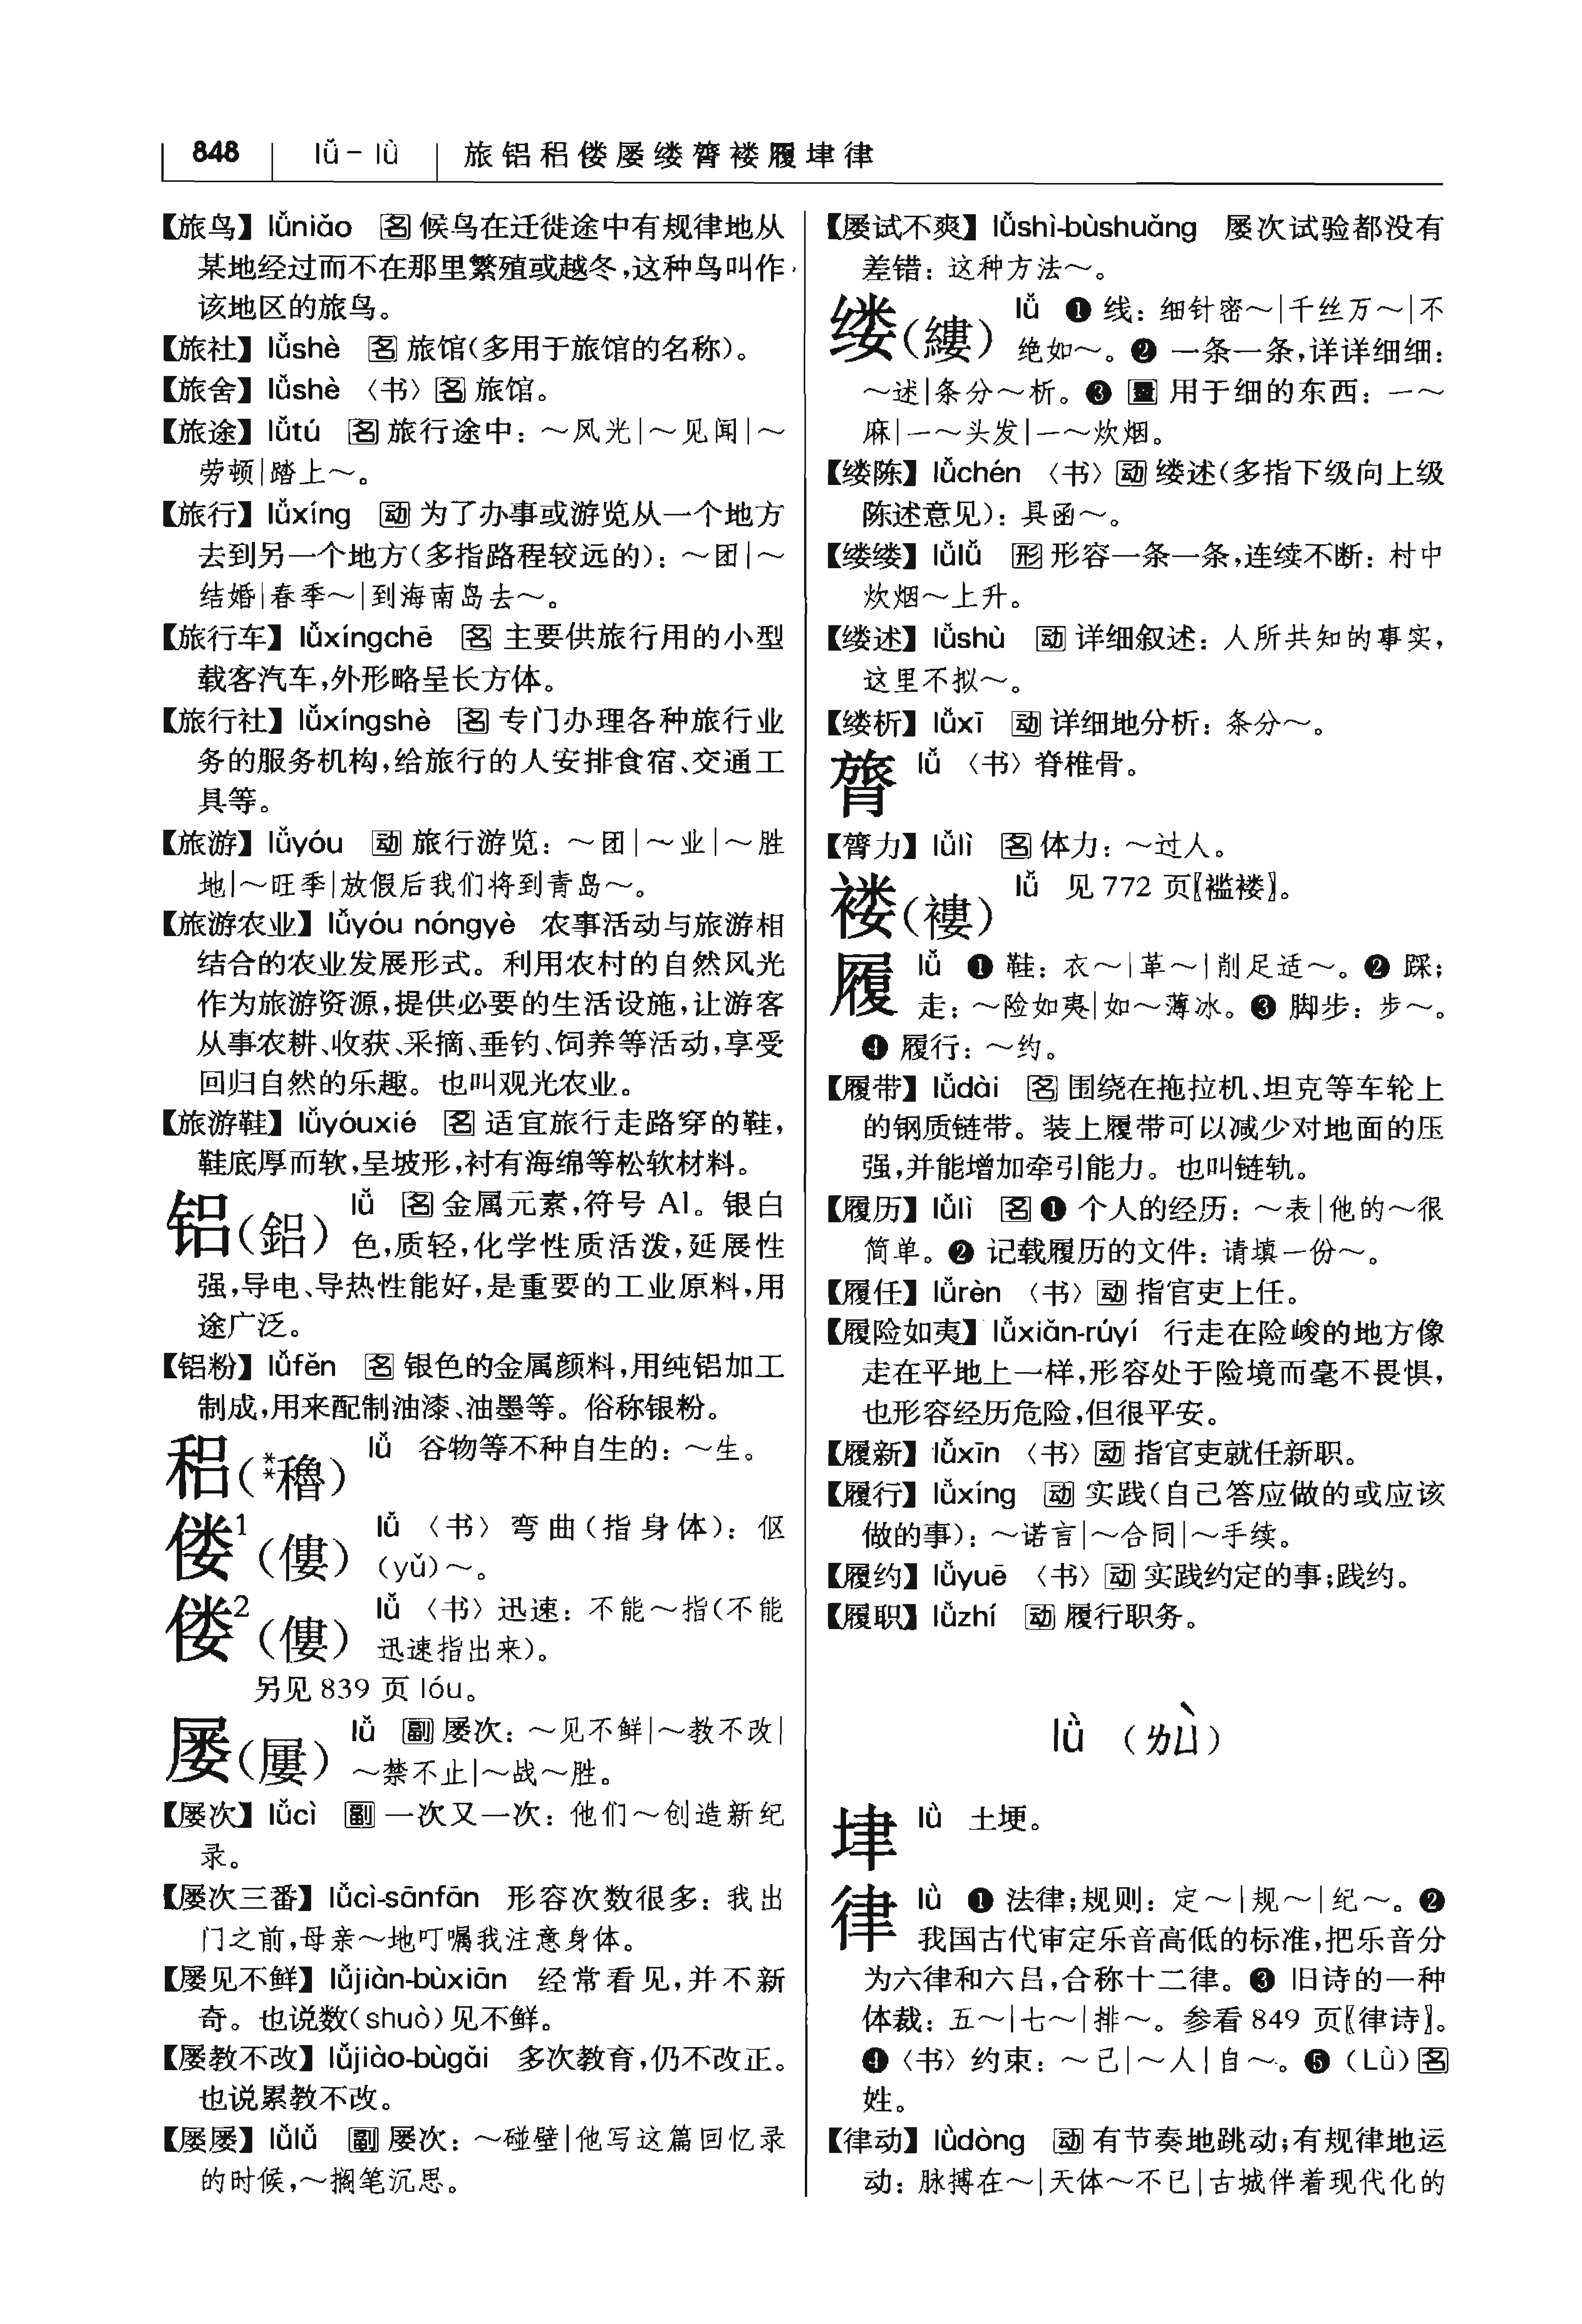 848 lǚ－lǜ 旅铝稆偻屡缕膂褛履垏律
【旅鸟】lǚniǎo 名 候鸟在迁徙途中有规律地从
某地经过而不在那里繁殖或越冬，这种鸟叫作
该地区的旅鸟。
【旅社】lǚshè 名 旅馆（多用于旅馆的名称）。
【旅舍】lǚshè 〈书〉名 旅馆。
【旅途】lǚtú 名 旅行途中：～风光|～见闻|～
劳顿|踏上～。
【旅行】lǚxíng 动 为了办事或游览从一个地方
去到另一个地方（多指路程较远的）：～团|～
结婚|春季～|到海南岛去～。
【旅行车】lǚxíngchē 名 主要供旅行用的小型
载客汽车，外形略呈长方体。
【旅行社】lǚxíngshè 名 专门办理各种旅行业
务的服务机构，给旅行的人安排食宿、交通工
具等。
【旅游】lǚyóu 动 旅行游览：～团|～业|～胜
地|～旺季|放假后我们将到青岛～。
【旅游农业】lǚyóu nóngyè 农事活动与旅游相
结合的农业发展形式。利用农村的自然风光
作为旅游资源，提供必要的生活设施，让游客
从事农耕、收获、采摘、垂钓、饲养等活动，享受
回归自然的乐趣。也叫观光农业。
【旅游鞋】lǚyóuxié 名 适宜旅行走路穿的鞋，
鞋底厚而软，呈坡形，衬有海绵等松软材料。
铝（鋁） lǚ 名 金属元素，符号 Al。银白
色，质轻，化学性质活泼，延展性
强，导电、导热性能好，是重要的工业原料，用
途广泛。
【铝粉】lǚfěn 名 银色的金属颜料，用纯铝加工
制成，用来配制油漆、油墨等。俗称银粉。
稆（**穭） lǚ 谷物等不种自生的：～生。
偻1（僂） lǚ 〈书〉弯曲（指身体）：伛
（yǔ）～。
偻2（僂） lǚ 〈书〉迅速：不能～指（不能
迅速指出来）。
另见 839 页 lóu。
屡（屢） lǚ 副 屡次：～见不鲜|～教不改|
～禁不止|～战～胜。
【屡次】lǚcì 副 一次又一次：他们～创造新纪
录。
【屡次三番】lǚcì-sānfān 形容次数很多：我出
门之前，母亲～地叮嘱我注意身体。
【屡见不鲜】lǚjiàn-bùxiān 经常看见，并不新
奇。也说数（shuò）见不鲜。
【屡教不改】lǚjiào-bùgǎi 多次教育，仍不改正。
也说累教不改。
【屡屡】lǚlǚ 副 屡次：～碰壁|他写这篇回忆录
的时候，～搁笔沉思。
【屡试不爽】lǚshì-bùshuǎng 屡次试验都没有
差错：这种方法～。
缕（縷） lǚ ❶ 线：细针密～|千丝万～|不
绝如～。❷ 一条一条，详详细细：
～述|条分～析。❸ 量 用于细的东西：一～
麻|一～头发|一～炊烟。
【缕陈】lǚchén 〈书〉动 缕述（多指下级向上级
陈述意见）：具函～。
【缕缕】lǚlǚ 形 形容一条一条，连续不断：村中
炊烟～上升。
【缕述】lǚshù 动 详细叙述：人所共知的事实，
这里不拟～。
【缕析】lǚxī 动 详细地分析：条分～。
膂 lǚ 〈书〉脊椎骨。
【膂力】lǚlì 名 体力：～过人。
褛（褸） lǚ 见 772 页〖褴褛〗。
履 lǚ ❶ 鞋：衣～|革～|削足适～。❷ 踩；
走：～险如夷|如～薄冰。❸ 脚步：步～。
❹ 履行：～约。
【履带】lǚdài 名 围绕在拖拉机、坦克等车轮上
的钢质链带。装上履带可以减少对地面的压
强，并能增加牵引能力。也叫链轨。
【履历】lǚlì 名 ❶ 个人的经历：～表|他的～很
简单。❷ 记载履历的文件：请填一份～。
【履任】lǚrèn 〈书〉动 指官吏上任。
【履险如夷】lǚxiǎn-rúyí 行走在险峻的地方像
走在平地上一样，形容处于险境而毫不畏惧，
也形容经历危险，但很平安。
【履新】lǚxīn 〈书〉动 指官吏就任新职。
【履行】lǚxíng 动 实践（自己答应做的或应该
做的事）：～诺言|～合同|～手续。
【履约】lǚyuē 〈书〉动 实践约定的事；践约。
【履职】lǚzhí 动 履行职务。
lǜ （ㄌㄩˋ）
垏 lǜ 土埂。
律 lǜ ❶ 法律；规则：定～|规～|纪～。❷
我国古代审定乐音高低的标准，把乐音分
为六律和六吕，合称十二律。❸ 旧诗的一种
体裁：五～|七～|排～。参看 849 页〖律诗〗。
❹〈书〉约束：～己|～人|自～。❺（Lǜ）名
姓。
【律动】lǜdòng 动 有节奏地跳动；有规律地运
动：脉搏在～|天体～不已|古城伴着现代化的